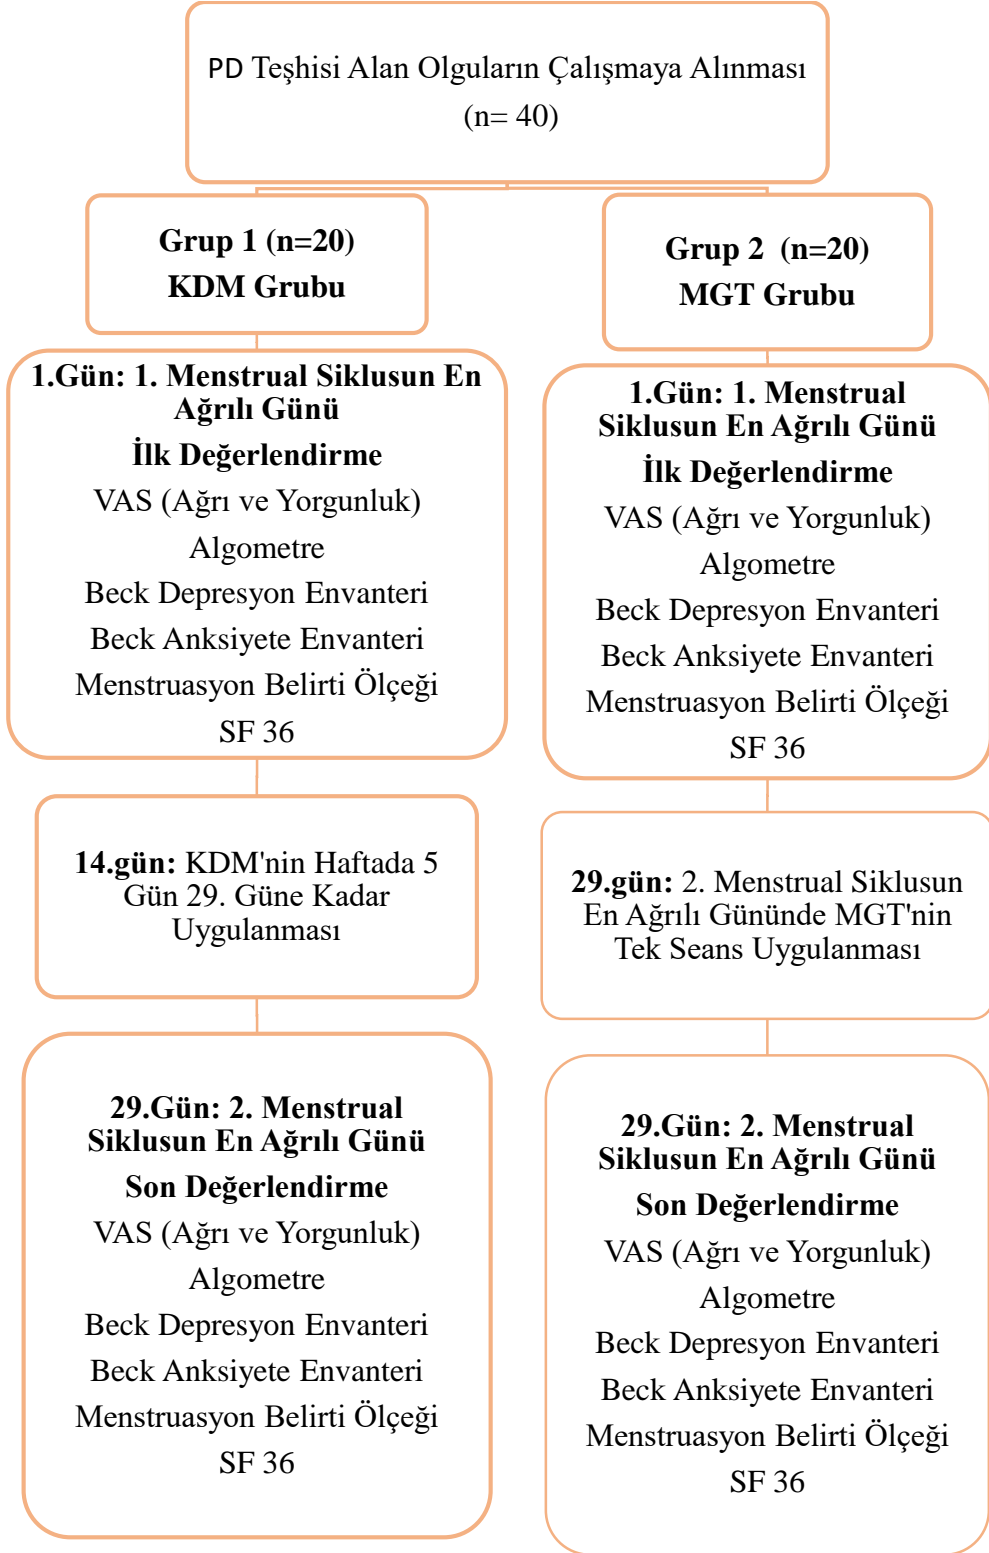 PD Teşhisi Alan Olguların Çalışmaya Alınması
(n= 40)
Grup 1 (n=20)
KDM Grubu
1.Gün: 1. Menstrual Siklusun En
Ağrılı Günü
İlk Değerlendirme
VAS (Ağrı ve Yorgunluk)
Algometre
Beck Depresyon Envanteri
Beck Anksiyete Envanteri
Menstruasyon Belirti Ölçeği
SF 36
14.gün: KDM'nin Haftada 5
Gün 29. Güne Kadar
Uygulanması
29.Gün: 2. Menstrual
Siklusun En Ağrılı Günü
Son Değerlendirme
VAS (Ağrı ve Yorgunluk)
Algometre
Beck Depresyon Envanteri
Beck Anksiyete Envanteri
Menstruasyon Belirti Ölçeği
SF 36
Grup 2 (n=20)
MGT Grubu
1.Gün: 1. Menstrual
Siklusun En Ağrılı Günü
İlk Değerlendirme
VAS (Ağrı ve Yorgunluk)
Algometre
Beck Depresyon Envanteri
Beck Anksiyete Envanteri
Menstruasyon Belirti Ölçeği
SF 36
29.gün: 2. Menstrual Siklusun
En Ağrılı Gününde MGT'nin
Tek Seans Uygulanması
29.Gün: 2. Menstrual
Siklusun En Ağrılı Günü
Son Değerlendirme
VAS (Ağrı ve Yorgunluk)
Algometre
Beck Depresyon Envanteri
Beck Anksiyete Envanteri
Menstruasyon Belirti Ölçeği
SF 36